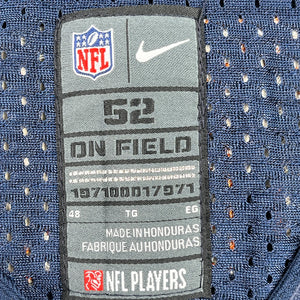 NFL
52
ON FIELD
197100017971
48 TG EG
MADE IN HONDURAS
FABRIQUE AU HONDURAS
NFL PLAYERS